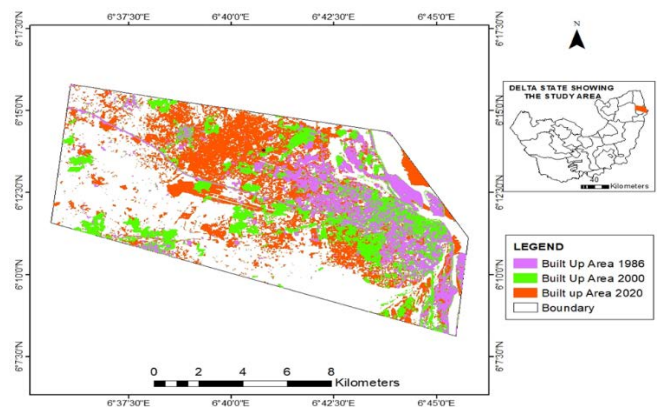 6°37'30"E 6°40'0"E 6°42'30"E 6°45'0"E
6°17'30"N 6°17'30"N
N
6°15'0"N 6°15'0"N
DELTA STATE SHOWING
THE STUDY AREA
40
Kilometers
6°12'30"N 6°12'30"N
6°10'0"N 6°10'0"N
LEGEND
Built Up Area 1986
Built Up Area 2000
Built up Area 2020
Boundary
6°7'30"N 6°7'30"N
0 2 4 6 8
Kilometers
6°37'30"E 6°40'0"E 6°42'30"E 6°45'0"E